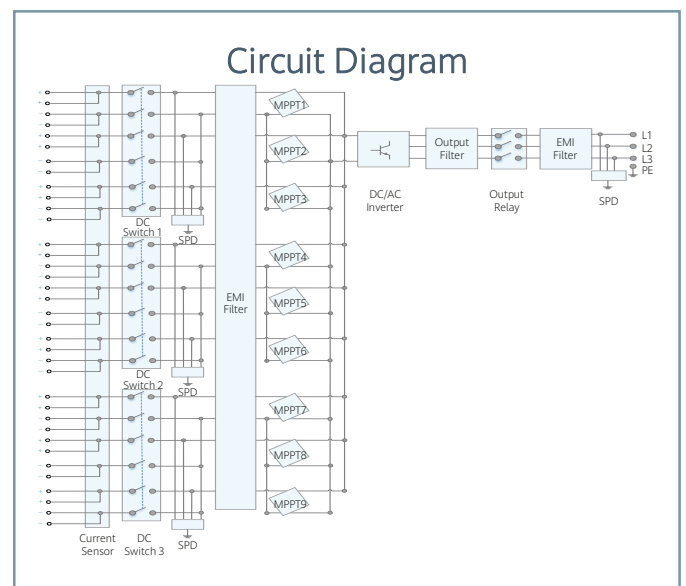 Circuit Diagram
MPPT1
MPPT2
MPPT3
DC
Switch 1
SPD
MPPT4
MPPT5
MPPT6
EMI
Filter
DC
Switch 2
SPD
MPPT7
MPPT8
MPPT9
Current
Sensor
DC
Switch 3
SPD
DC/AC
Inverter
Output
Filter
Output
Relay
EMI
Filter
L1
L2
L3
PE
SPD